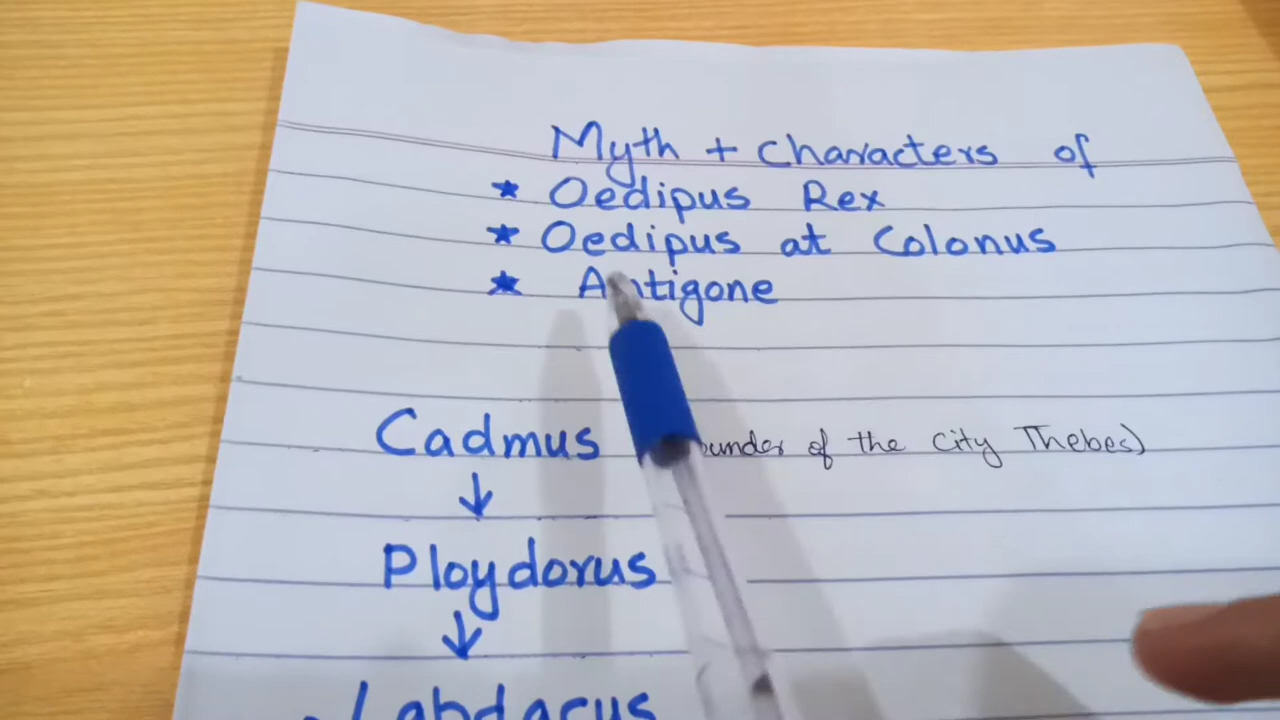 Myth + Characters of
★ Oedipus Rex
★ Oedipus at Colonus
★ Antigone
Cadmus of the City Thebes)
↓
Ploydorus
↓
Labdacus